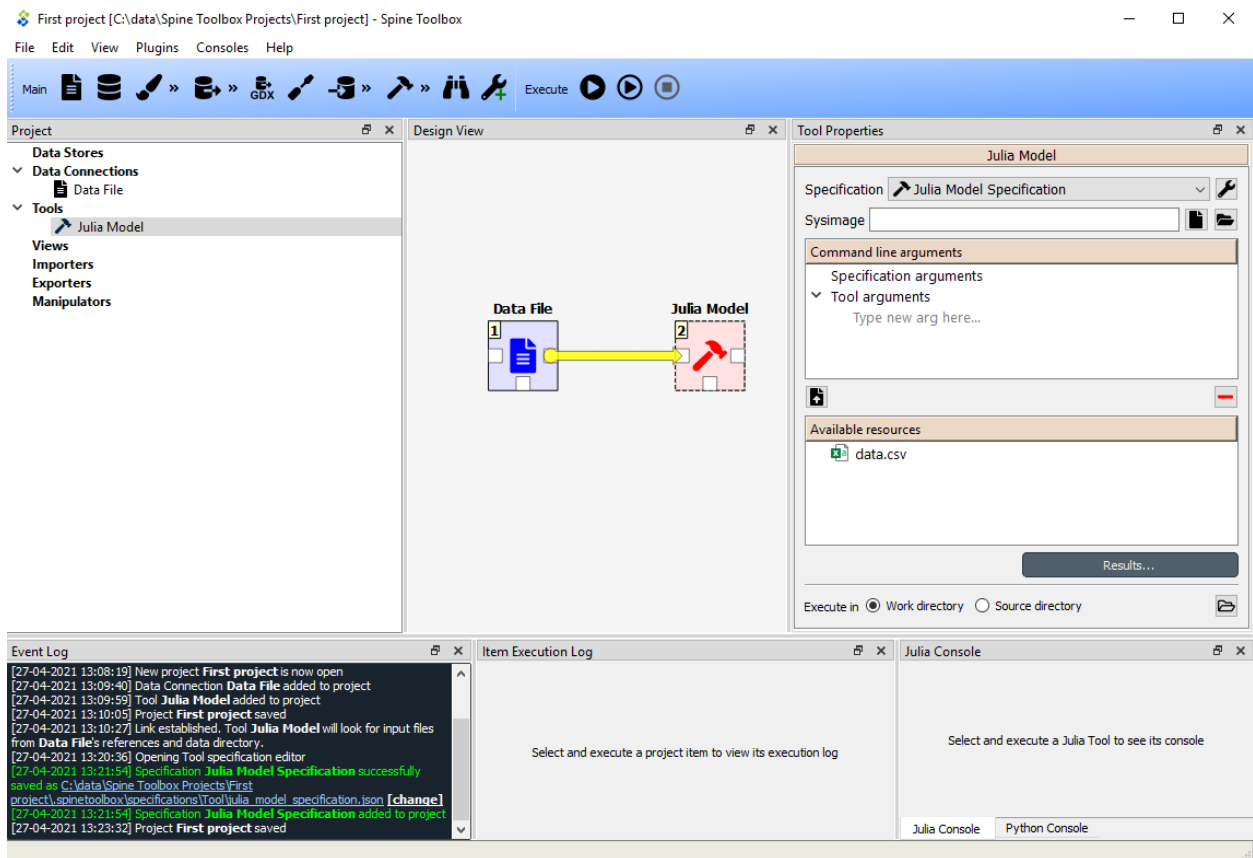 First project [C:\data\Spine Toolbox Projects\First project] - Spine Toolbox
File Edit View Plugins Consoles Help
Main GDX Execute
Project
Data Stores
Data Connections
Data File
Tools
Julia Model
Views
Importers
Exporters
Manipulators
Design View
Data File
Julia Model
1
2
Tool Properties
Julia Model
Specification Julia Model Specification
Sysimage
Command line arguments
Specification arguments
Tool arguments
Type new arg here...
Available resources
data.csv
Results...
Execute in Work directory Source directory
Event Log
[27-04-2021 13:08:19] New project First project is now open
[27-04-2021 13:09:40] Data Connection Data File added to project
[27-04-2021 13:09:59] Tool Julia Model added to project
[27-04-2021 13:10:05] Project First project saved
[27-04-2021 13:10:27] Link established. Tool Julia Model will look for input files
from Data File's references and data directory.
[27-04-2021 13:20:36] Opening Tool specification editor
[27-04-2021 13:21:54] Specification Julia Model Specification successfully
saved as C:\data\Spine Toolbox Projects\First
project\.spinetoolbox\specifications\Tool\julia_model_specification.json [change]
[27-04-2021 13:21:54] Specification Julia Model Specification added to project
[27-04-2021 13:23:32] Project First project saved
Item Execution Log
Select and execute a project item to view its execution log
Julia Console
Select and execute a Julia Tool to see its console
Julia Console Python Console